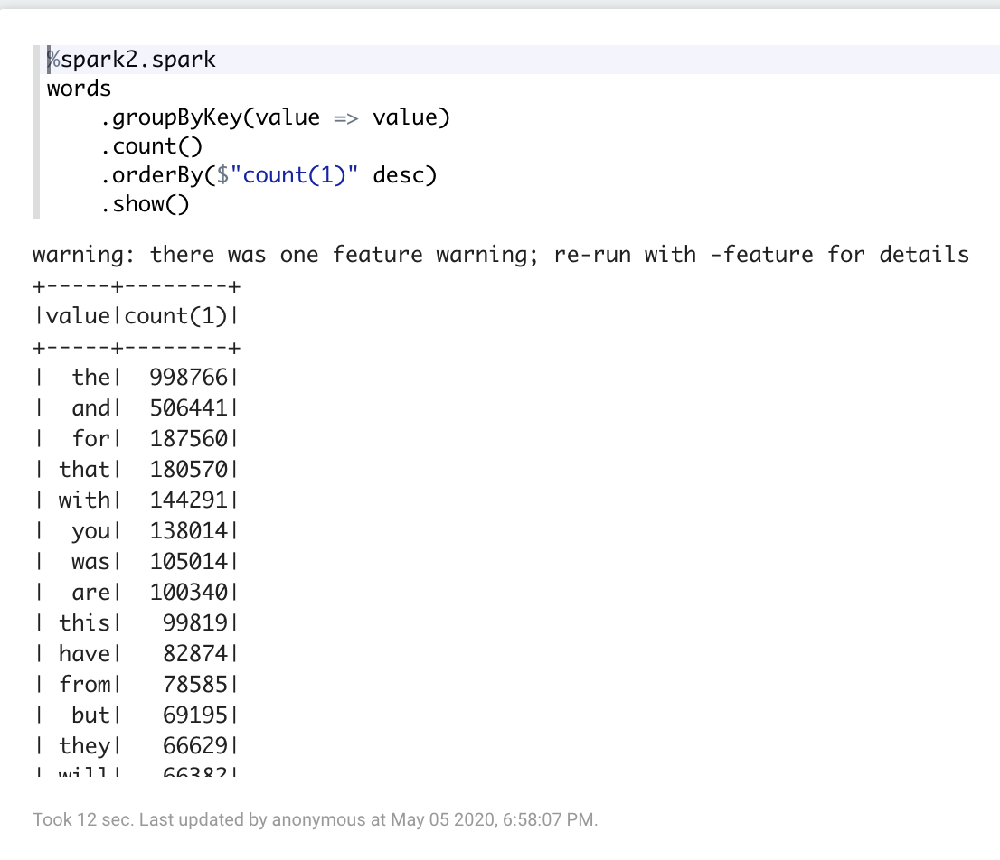 %spark2.spark
words
    .groupByKey(value => value)
    .count()
    .orderBy($"count(1)" desc)
    .show()
warning: there was one feature warning; re-run with -feature for details
+-----+--------+
|value|count(1)|
+-----+--------+
|  the|  998766|
|  and|  506441|
|  for|  187560|
| that|  180570|
| with|  144291|
|  you|  138014|
|  was|  105014|
|  are|  100340|
| this|   99819|
| have|   82874|
| from|   78585|
|  but|   69195|
| they|   66629|
| will|   66382|
Took 12 sec. Last updated by anonymous at May 05 2020, 6:58:07 PM.